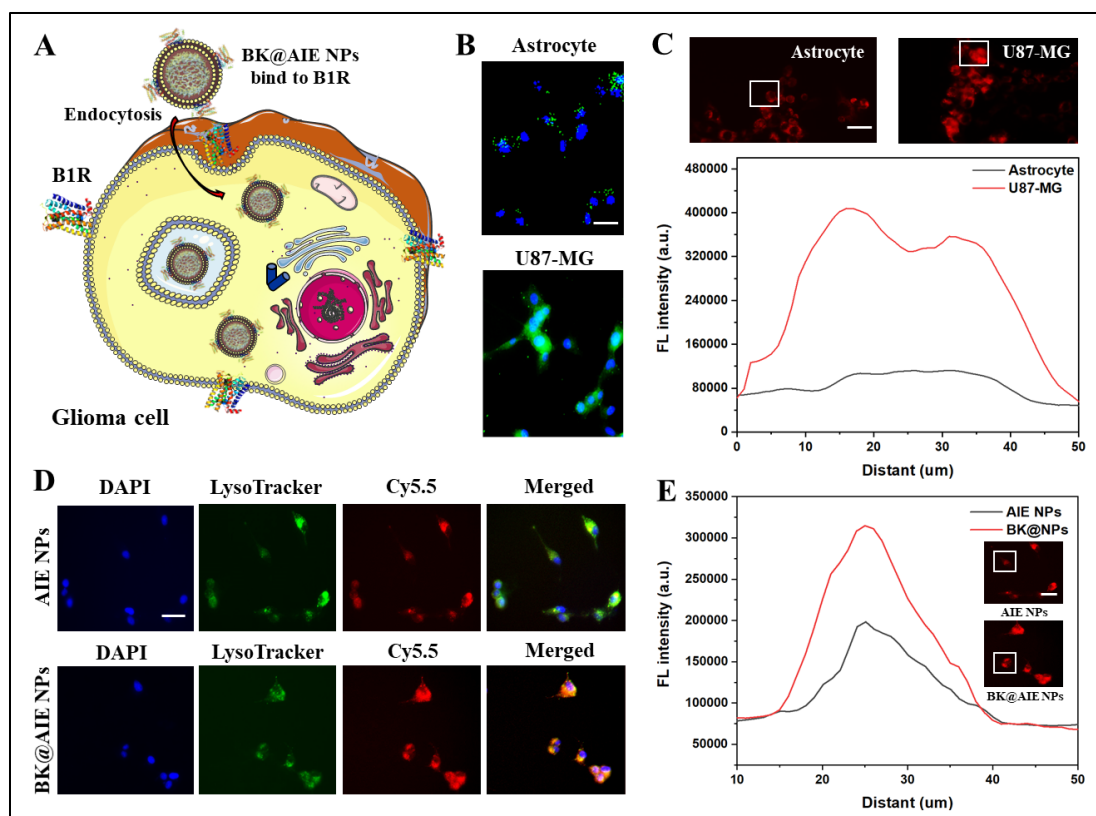 A
BK@AIE NPs
bind to B1R
Endocytosis
B1R
Glioma cell
B
Astrocyte
U87-MG
C
Astrocyte
U87-MG
480000
400000
320000
240000
160000
80000
0
FL intensity (a.u.)
Astrocyte
U87-MG
0 10 20 30 40 50
Distant (um)
D
DAPI LysoTracker Cy5.5 Merged
AIE NPs
DAPI LysoTracker Cy5.5 Merged
BK@AIE NPs
E
350000
300000
250000
200000
150000
100000
50000
FL intensity (a.u.)
AIE NPs
BK@NPs
AIE NPs
BK@AIE NPs
10 20 30 40 50
Distant (um)